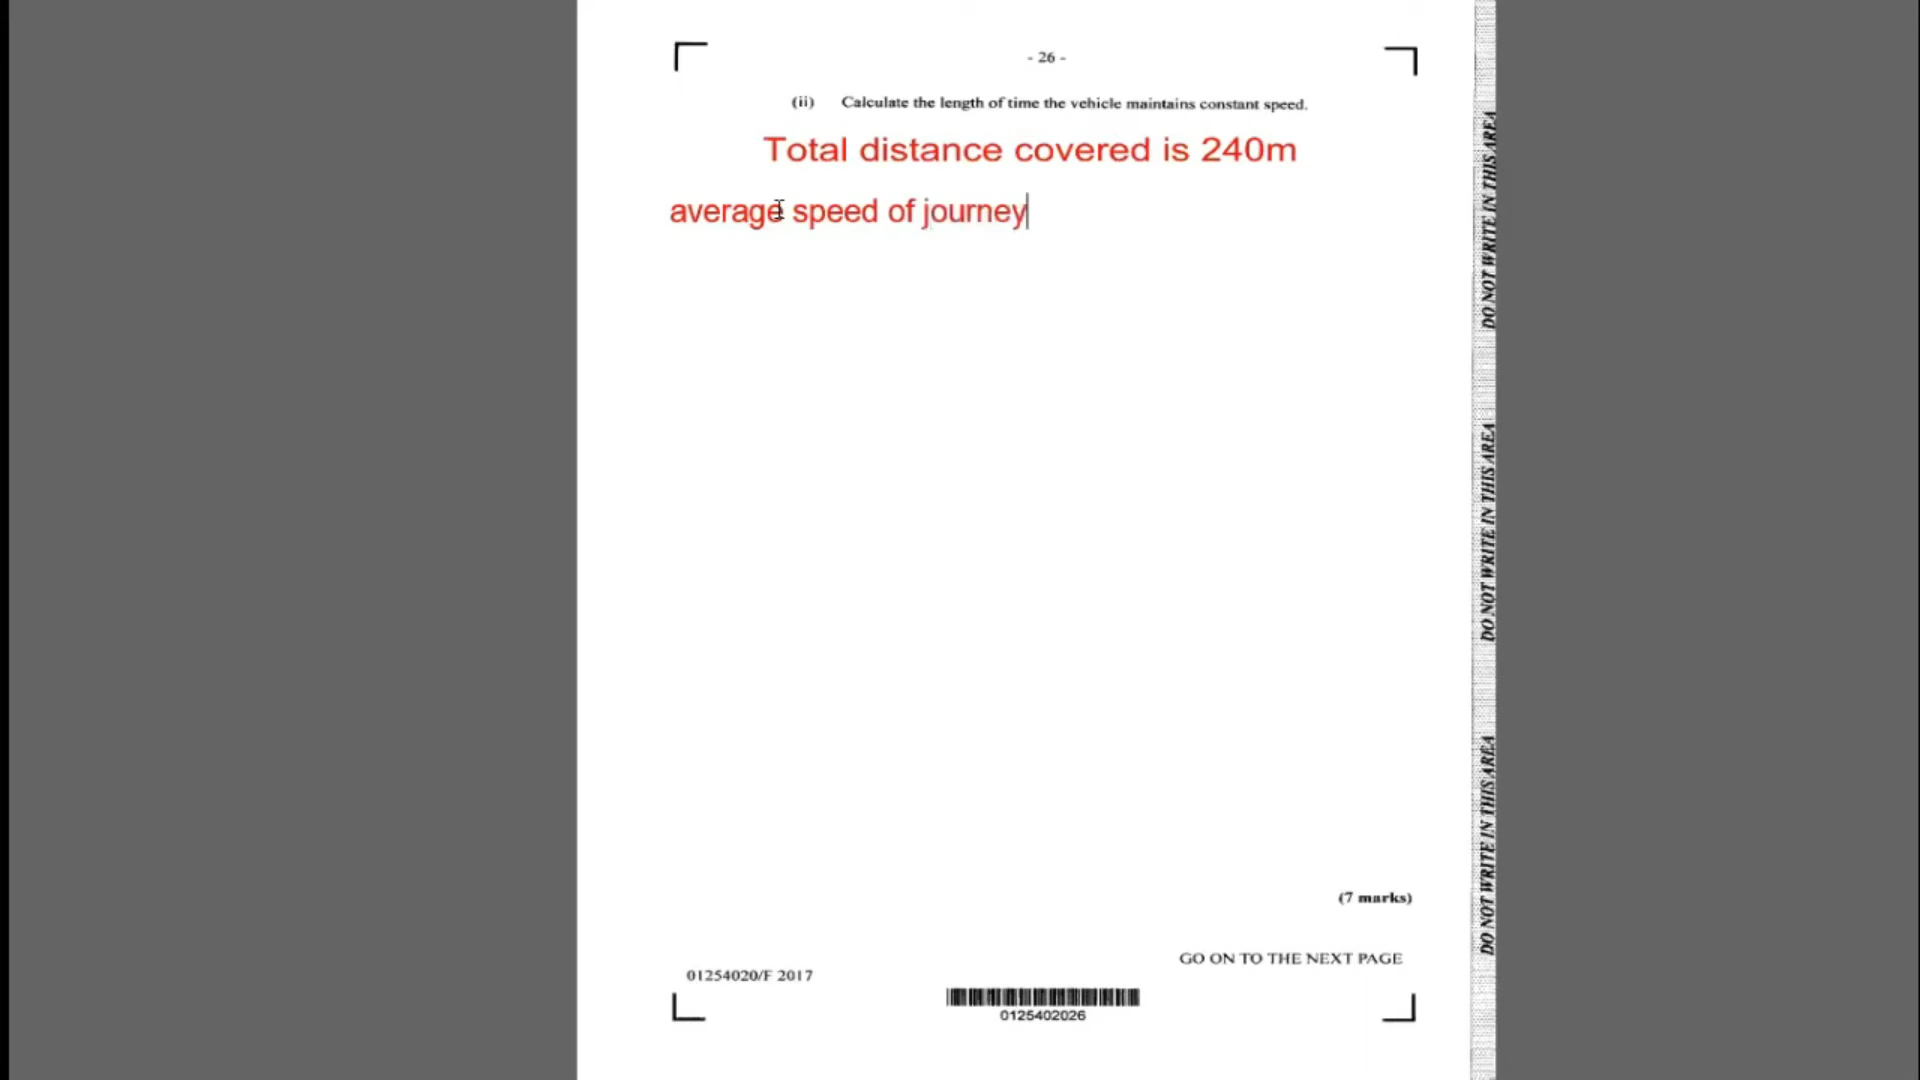 - 26 -
(ii) Calculate the length of time the vehicle maintains constant speed.
Total distance covered is 240m
average speed of journey
DO NOT WRITE IN THIS AREA
DO NOT WRITE IN THIS AREA
DO NOT WRITE IN THIS AREA
(7 marks)
GO ON TO THE NEXT PAGE
01254020/F 2017
0125402026